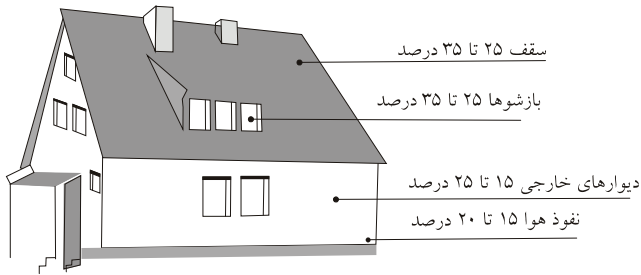 سقف ۲۵ تا ۳۵ درصد
بازشوها ۲۵ تا ۳۵ درصد
دیوارهای خارجی ۱۵ تا ۲۵ درصد
نفوذ هوا ۱۵ تا ۲۰ درصد